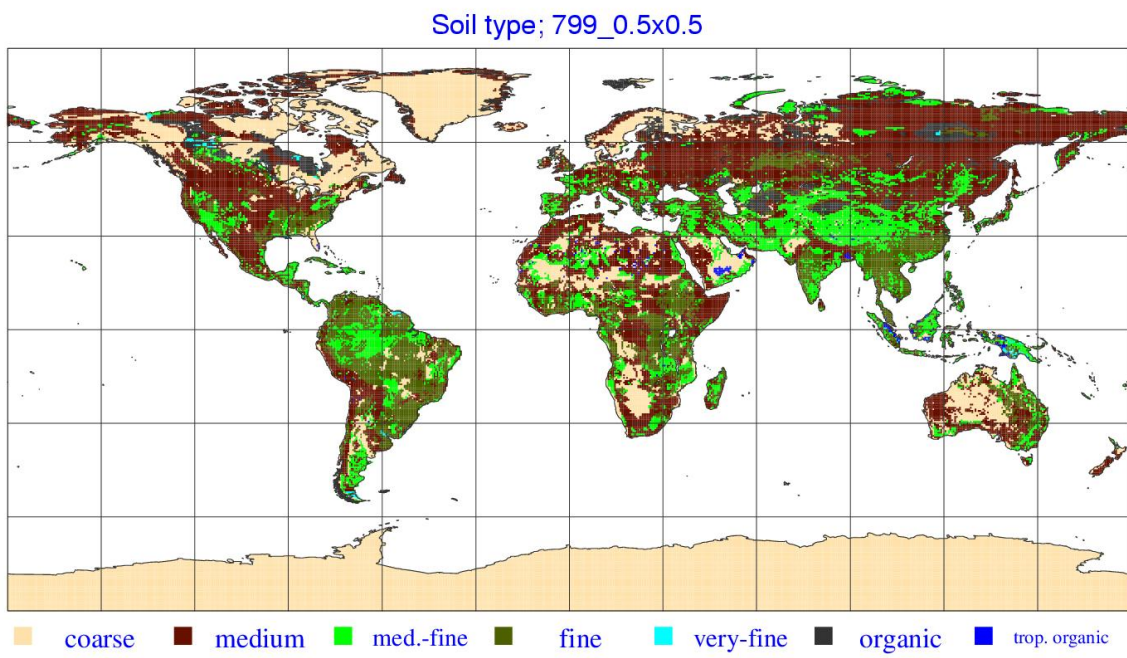 Soil type; 799_0.5x0.5
coarse medium med.-fine fine very-fine organic trop. organic